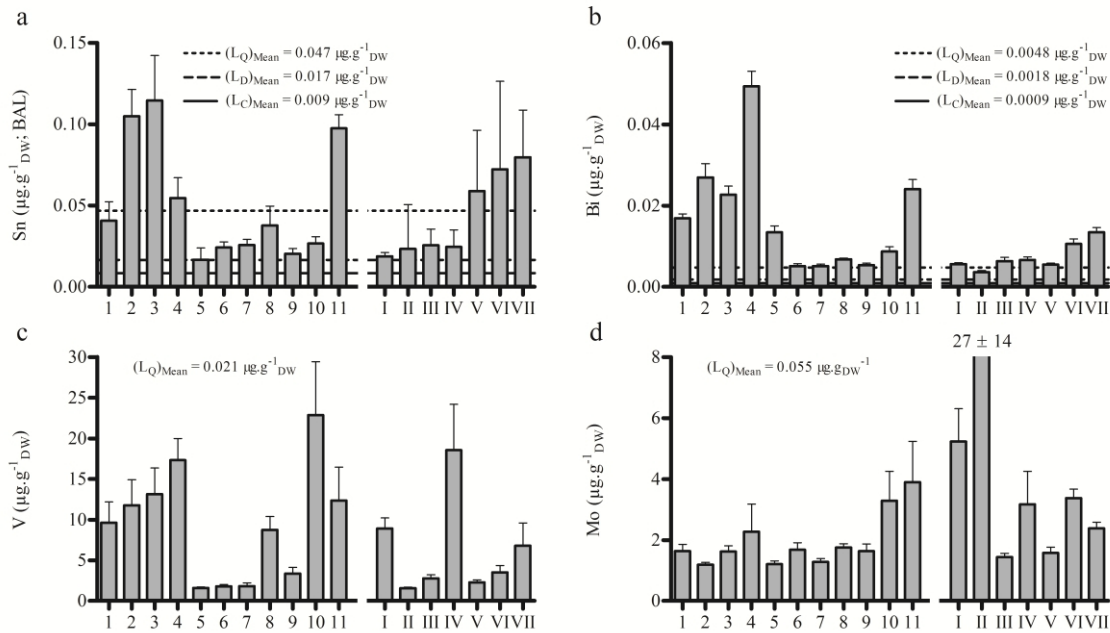 a
b
0.15
0.10
0.05
0.00
Sn (µg.g⁻¹DW; BAL)
(LQ)Mean = 0.047 µg.g⁻¹DW
(LD)Mean = 0.017 µg.g⁻¹DW
(LC)Mean = 0.009 µg.g⁻¹DW
1 2 3 4 5 6 7 8 9 10 11 I II III IV V VI VII
0.06
0.04
0.02
0.00
Bi (µg.g⁻¹DW)
(LQ)Mean = 0.0048 µg.g⁻¹DW
(LD)Mean = 0.0018 µg.g⁻¹DW
(LC)Mean = 0.0009 µg.g⁻¹DW
1 2 3 4 5 6 7 8 9 10 11 I II III IV V VI VII
c
d
30
25
20
15
10
5
0
V (µg.g⁻¹DW)
(LQ)Mean = 0.021 µg.g⁻¹DW
1 2 3 4 5 6 7 8 9 10 11 I II III IV V VI VII
8
6
4
2
0
Mo (µg.g⁻¹DW)
(LQ)Mean = 0.055 µg.gDW⁻¹
27 ± 14
1 2 3 4 5 6 7 8 9 10 11 I II III IV V VI VII